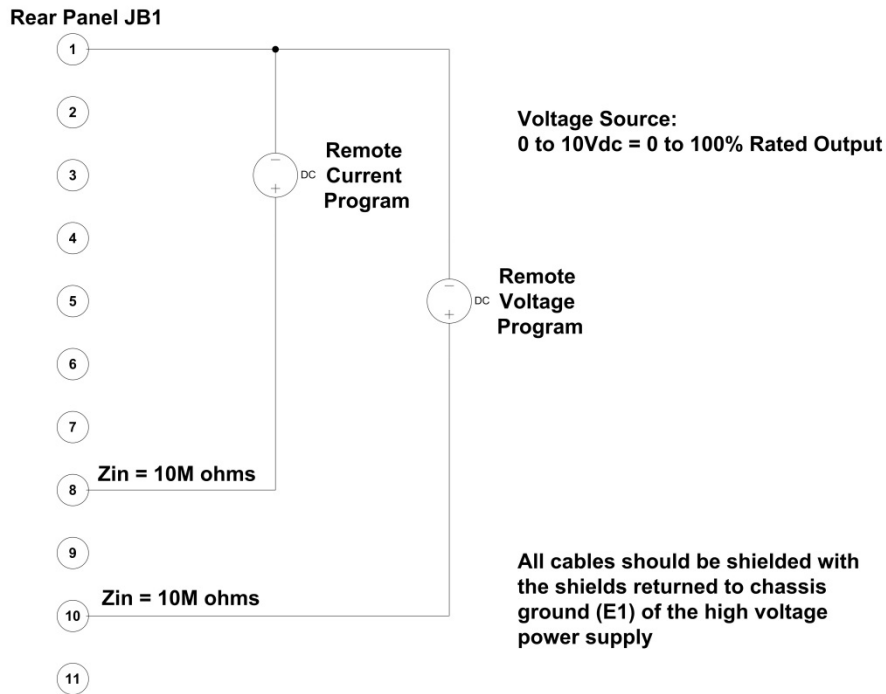 Rear Panel JB1
1
2
3
4
5
6
7
8
9
10
11
−
+
DC
Remote
Current
Program
−
+
DC
Remote
Voltage
Program
Voltage Source:
0 to 10Vdc = 0 to 100% Rated Output
Zin = 10M ohms
Zin = 10M ohms
All cables should be shielded with
the shields returned to chassis
ground (E1) of the high voltage
power supply